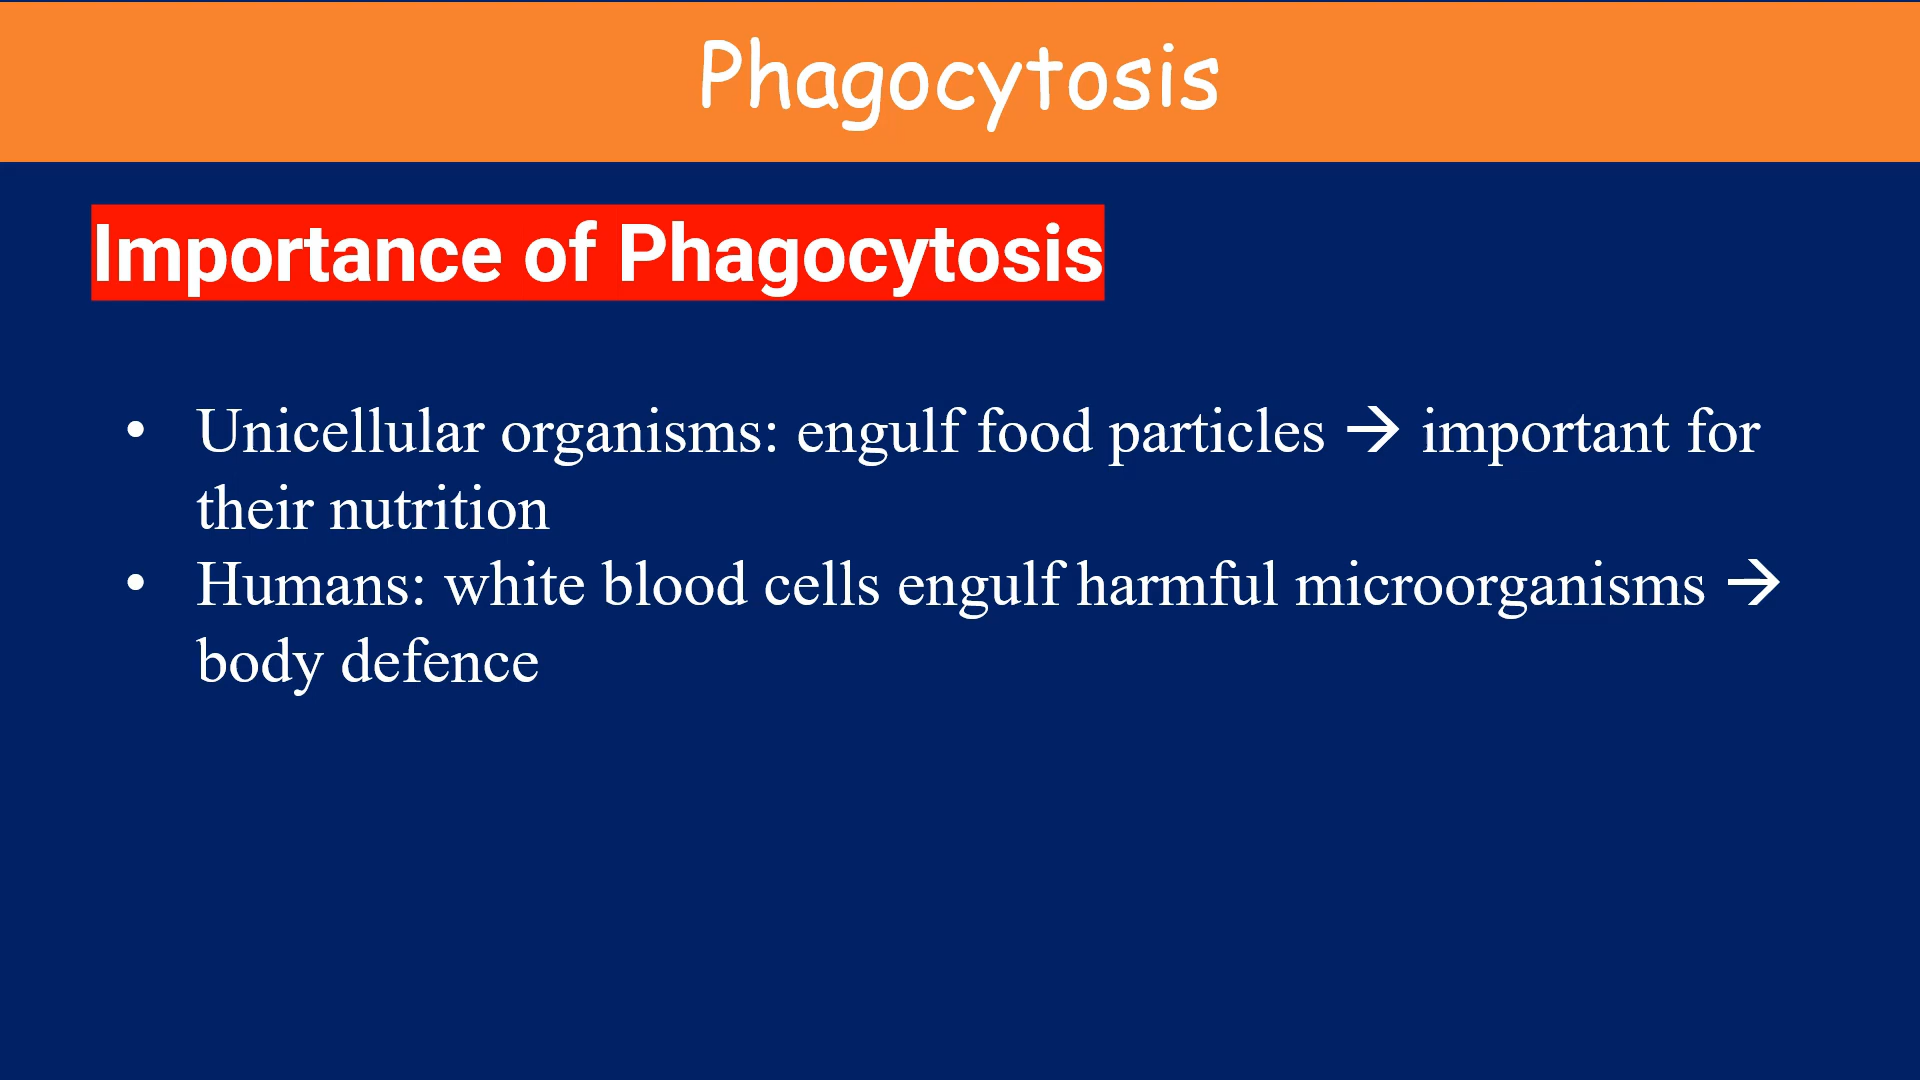 Phagocytosis
Importance of Phagocytosis
• Unicellular organisms: engulf food particles → important for
their nutrition
• Humans: white blood cells engulf harmful microorganisms →
body defence